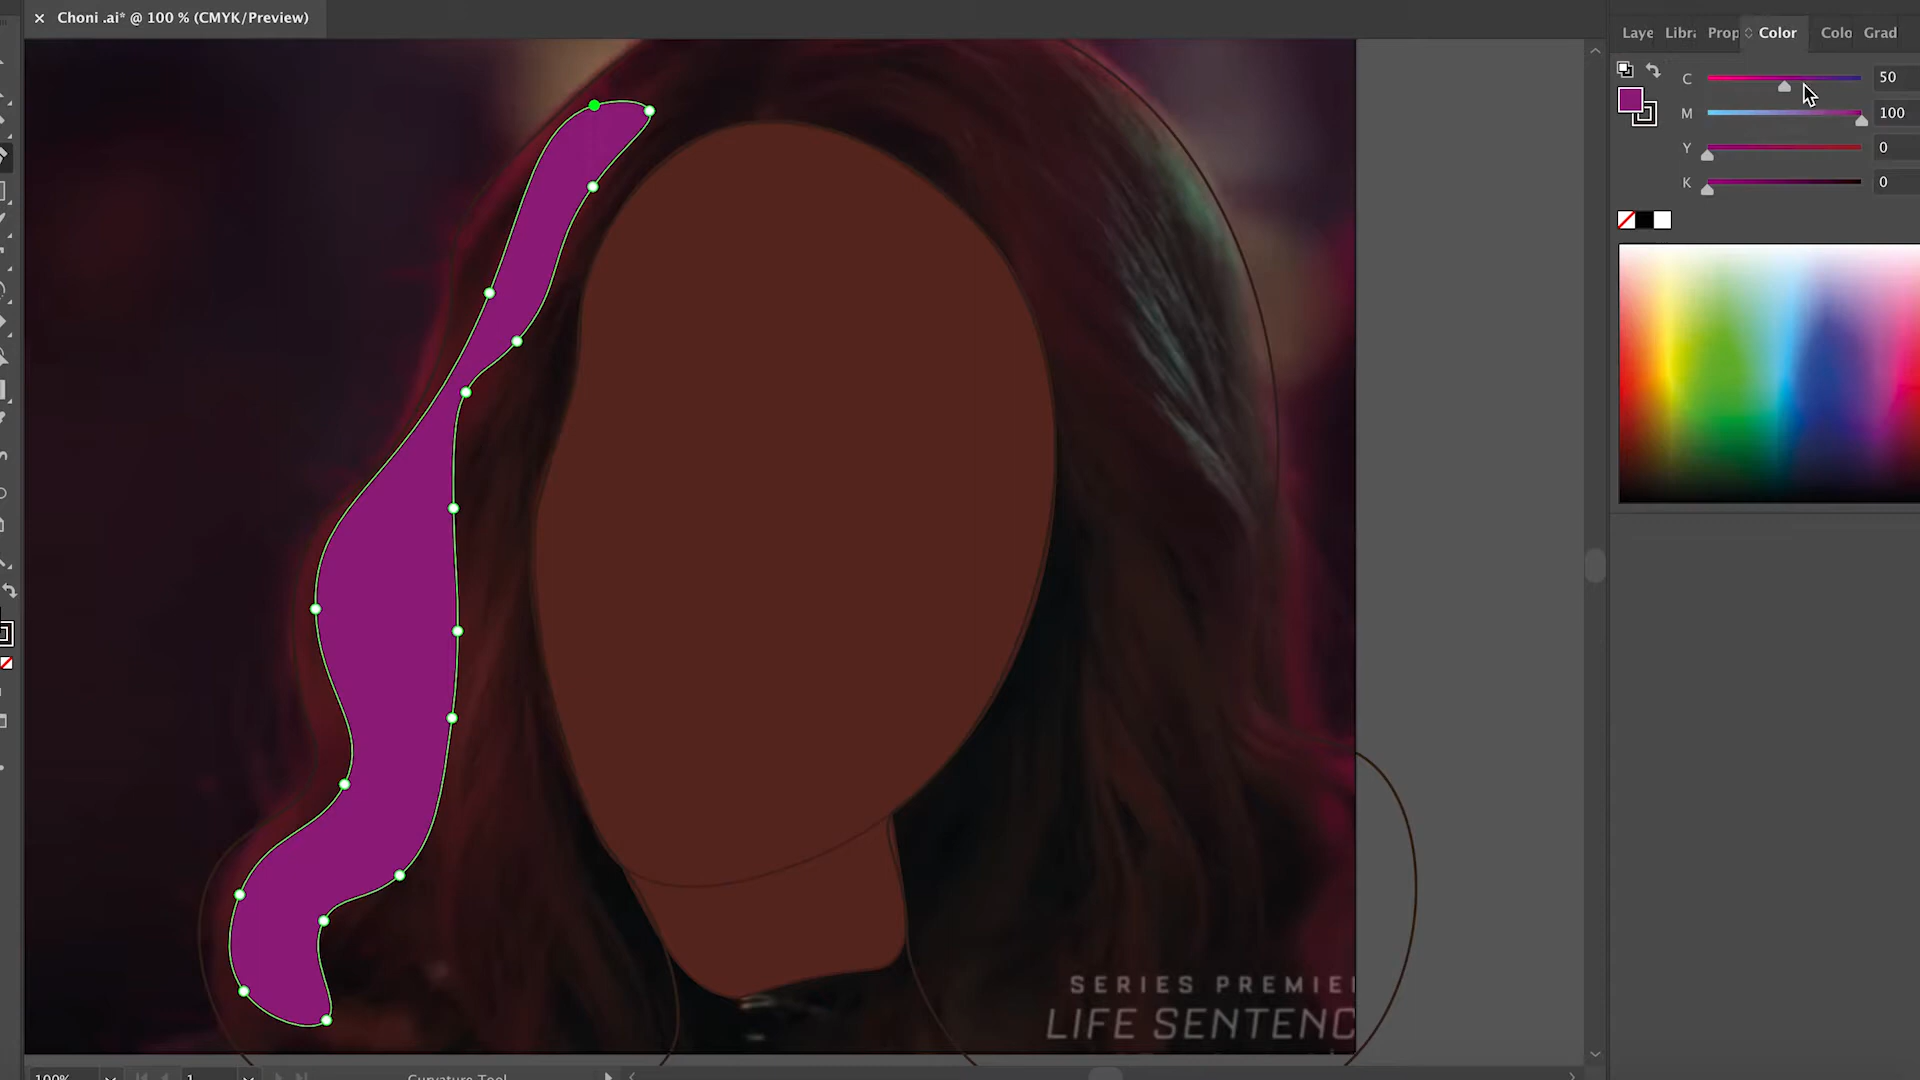 × Choni .ai* @ 100 % (CMYK/Preview)
Laye Libra Prop Color Colo Grad
C 50
M 100
Y 0
K 0
SERIES PREMIE
LIFE SENTENC
100% 1 Curvature Tool